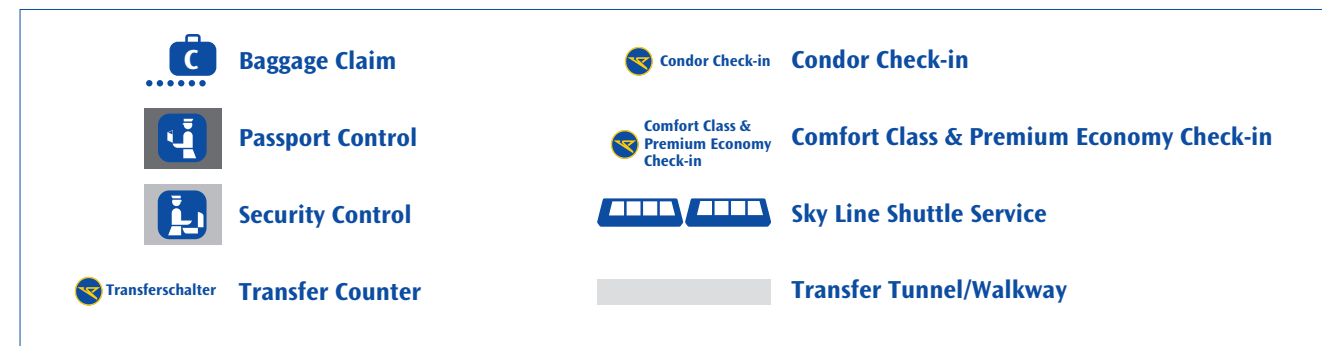 C
Baggage Claim
Passport Control
Security Control
Transferschalter Transfer Counter
Condor Check-in Condor Check-in
Comfort Class &
Premium Economy
Check-in
Comfort Class & Premium Economy Check-in
Sky Line Shuttle Service
Transfer Tunnel/Walkway